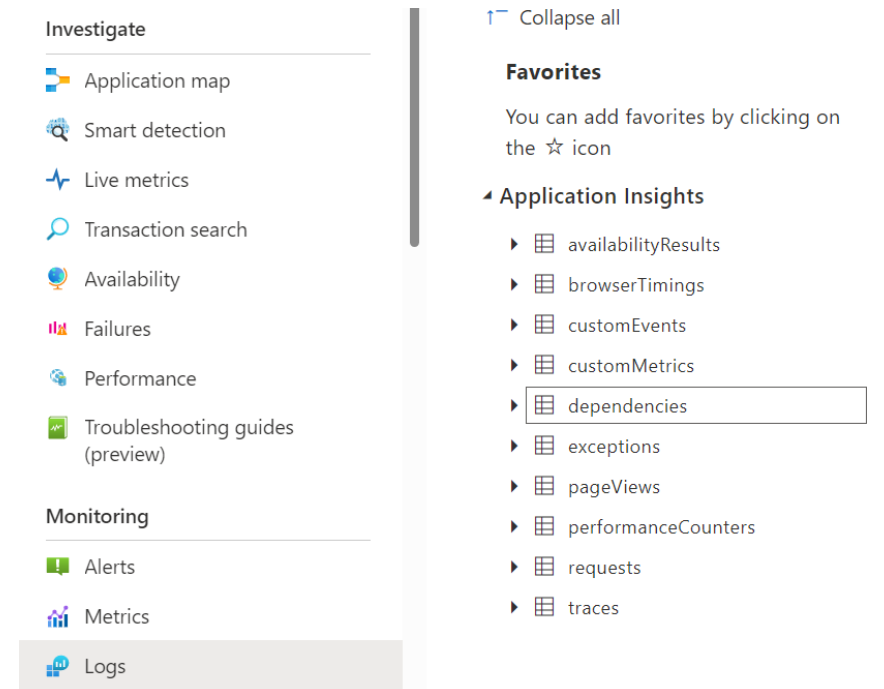 Investigate
Application map
Smart detection
Live metrics
Transaction search
Availability
Failures
Performance
Troubleshooting guides
(preview)
Monitoring
Alerts
Metrics
Logs
Collapse all
Favorites
You can add favorites by clicking on
the ☆ icon
Application Insights
availabilityResults
browserTimings
customEvents
customMetrics
dependencies
exceptions
pageViews
performanceCounters
requests
traces